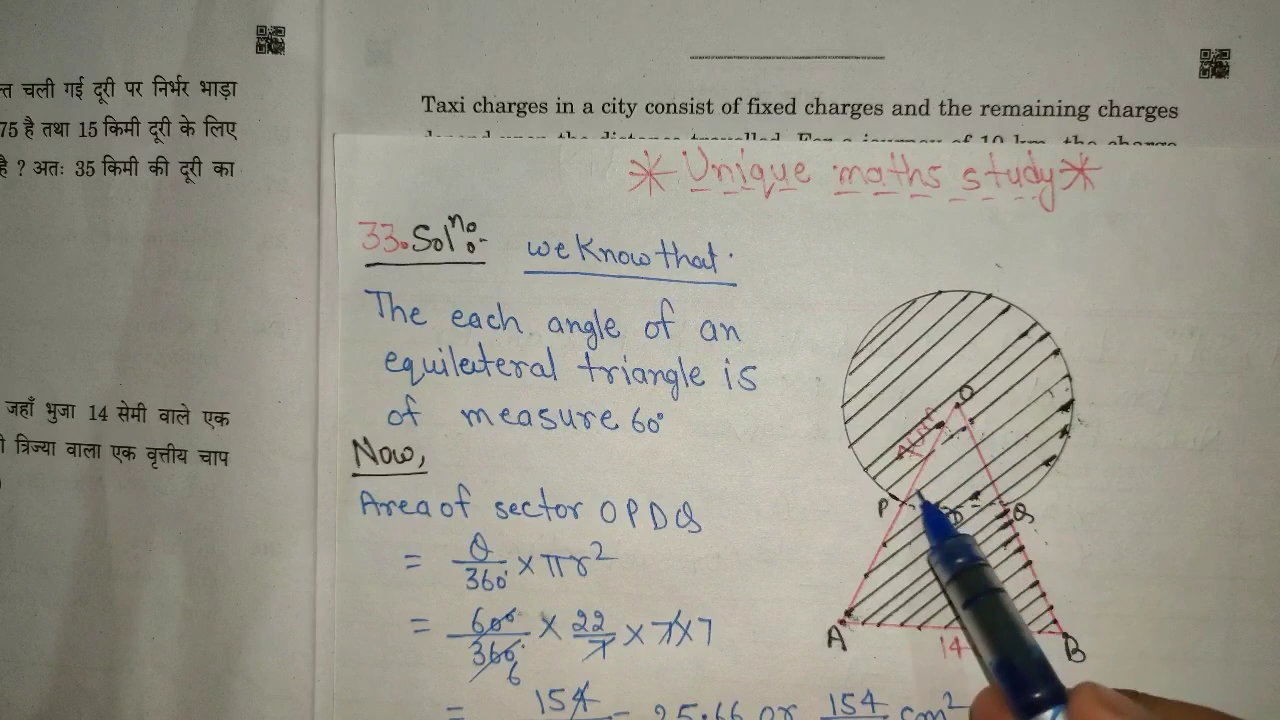 त चली गई दूरी पर निर्भर भाड़ा
75 है तथा 15 किमी दूरी के लिए
है ? अतः 35 किमी की दूरी का
जहाँ भुजा 14 सेमी वाले एक
त्रिज्या वाला एक वृत्तीय चाप
Taxi charges in a city consist of fixed charges and the remaining charges
* Unique maths study *
33. Solⁿ:- we know that.
The each angle of an
equilateral triangle is
of measure 60°
Now,
Area of sector OPDQ
= θ/360° × πr²
= 60°/360° × 22/7 × 7 × 7
6
= 154 = 25.66 or 154 cm²
O
P
Q
A
14
B